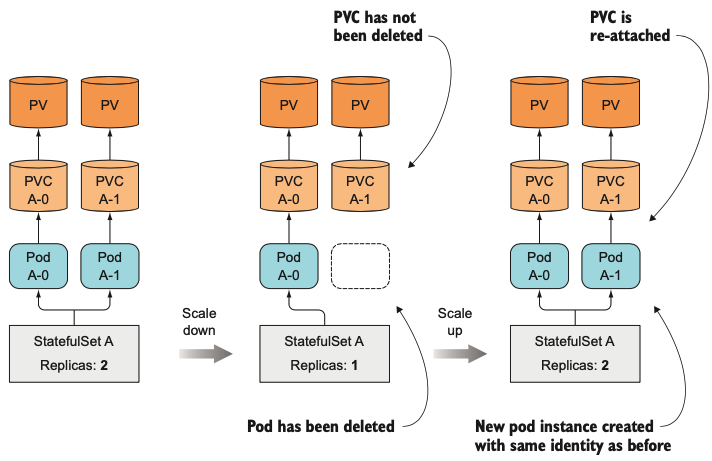 PVC has not
been deleted
PVC is
re-attached
PV
PV
PV
PV
PV
PV
PVC
A-0
PVC
A-1
PVC
A-0
PVC
A-1
PVC
A-0
PVC
A-1
Pod
A-0
Pod
A-1
Pod
A-0
Pod
A-0
Pod
A-1
Scale
down
Scale
up
StatefulSet A
Replicas: 2
StatefulSet A
Replicas: 1
StatefulSet A
Replicas: 2
Pod has been deleted
New pod instance created
with same identity as before